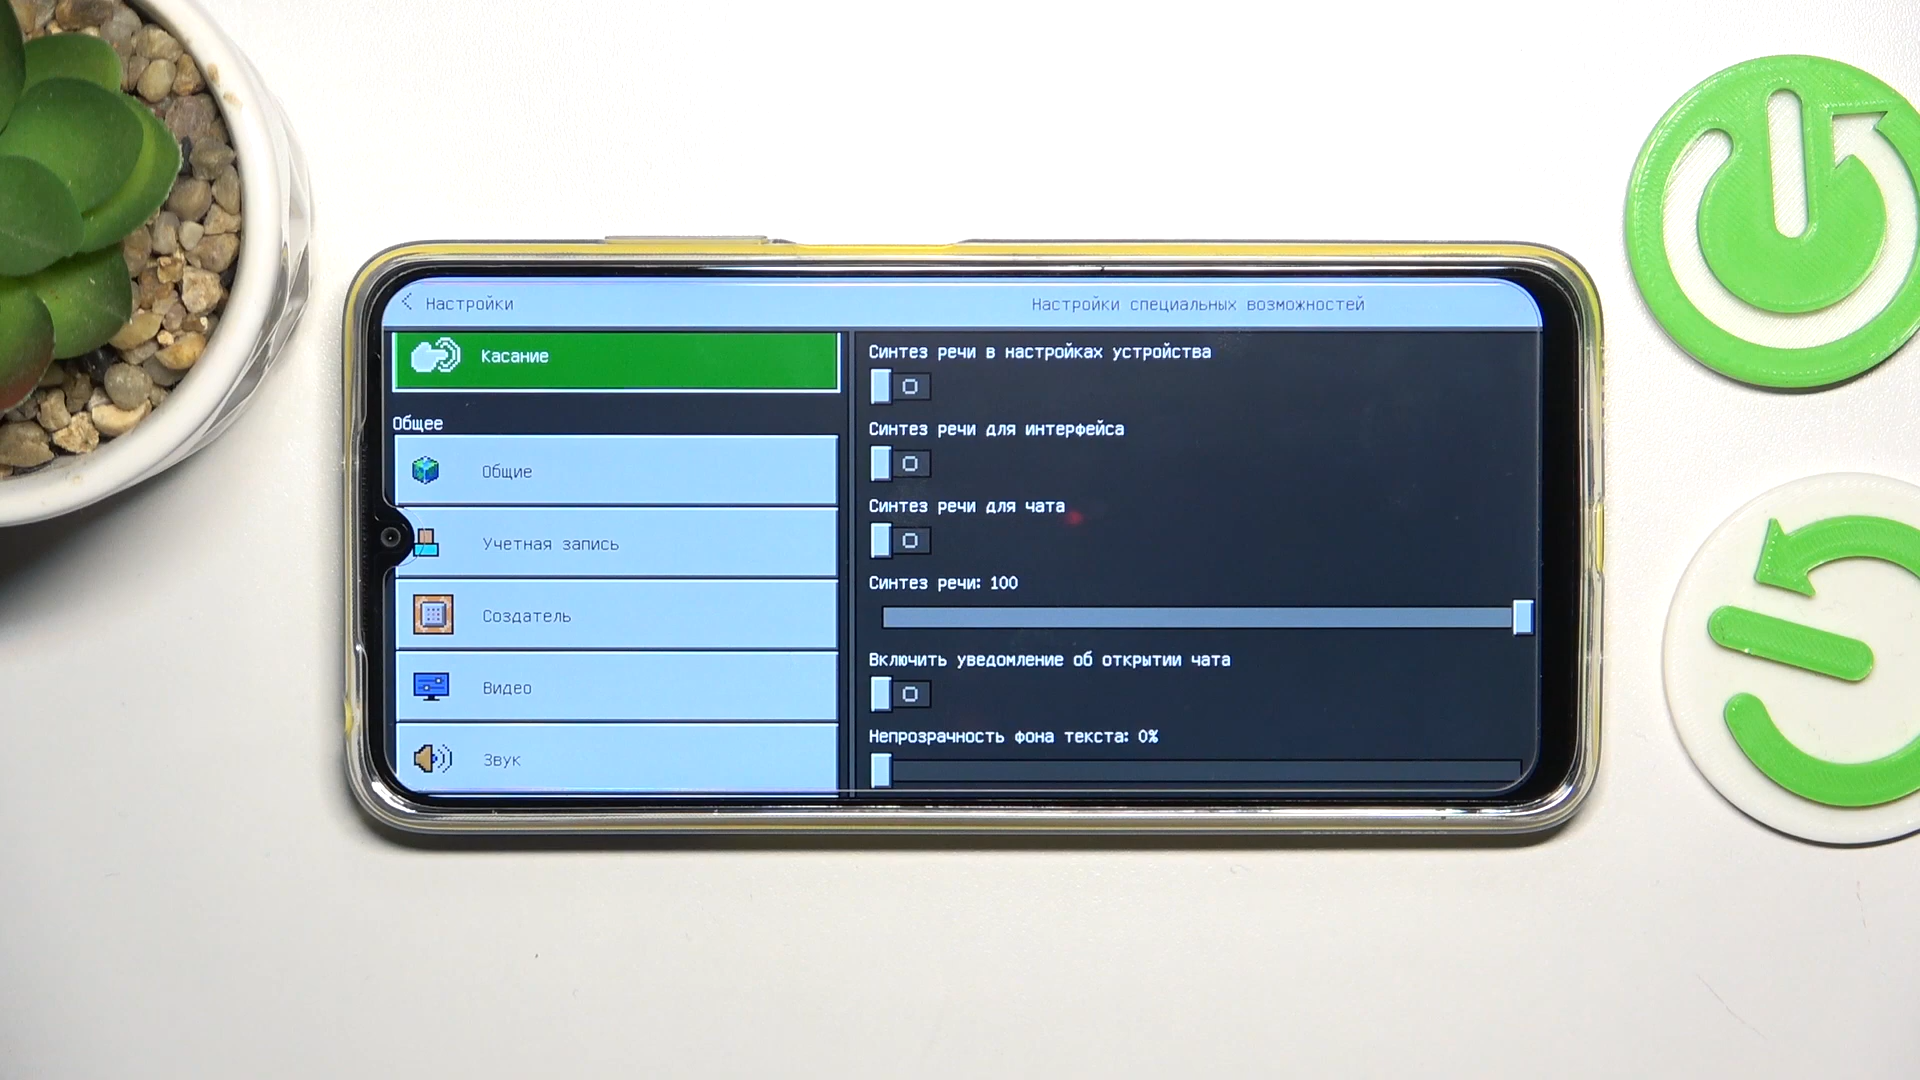 Настройки
Настройки специальных возможностей
Касание
Общее
Общие
Учетная запись
Создатель
Видео
Звук
Синтез речи в настройках устройства
Синтез речи для интерфейса
Синтез речи для чата
Синтез речи: 100
Включить уведомление об открытии чата
Непрозрачность фона текста: 0%